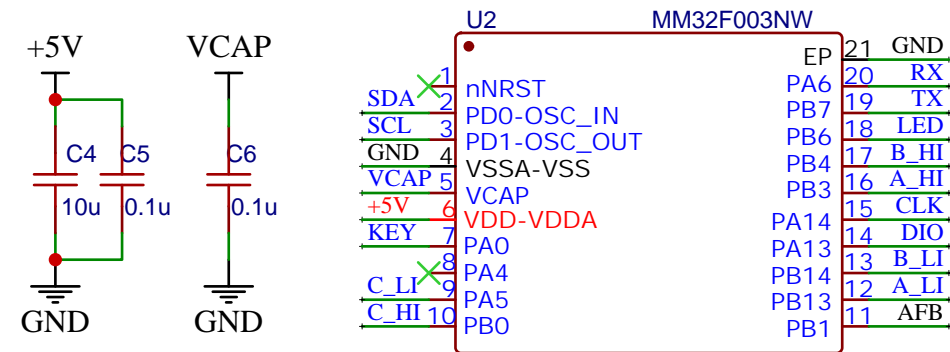 +5V
VCAP
C4
C5
C6
10u
0.1u
0.1u
GND
GND
U2
MM32F003NW
1
nNRST
SDA
2
PD0-OSC_IN
SCL
3
PD1-OSC_OUT
GND
4
VSSA-VSS
VCAP
5
VCAP
+5V
6
VDD-VDDA
KEY
7
PA0
8
PA4
C_LI
9
PA5
C_HI
10
PB0
EP
21
GND
PA6
20
RX
PB7
19
TX
PB6
18
LED
PB4
17
B_HI
PB3
16
A_HI
PA14
15
CLK
PA13
14
DIO
PB14
13
B_LI
PB13
12
A_LI
PB1
11
AFB